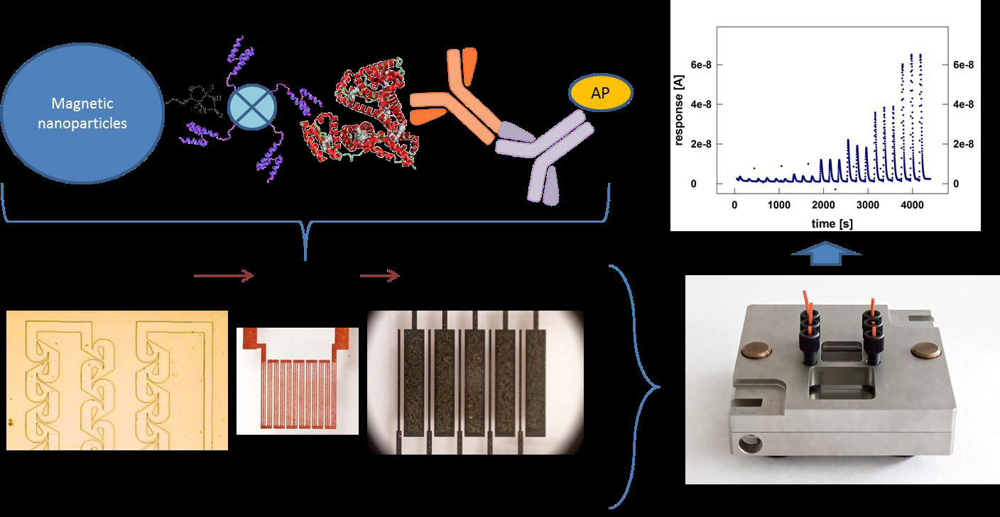 Magnetic
nanoparticles
AP
response [A]
6e-8
4e-8
2e-8
0
6e-8
4e-8
2e-8
0
0
1000
2000
3000
4000
time [s]